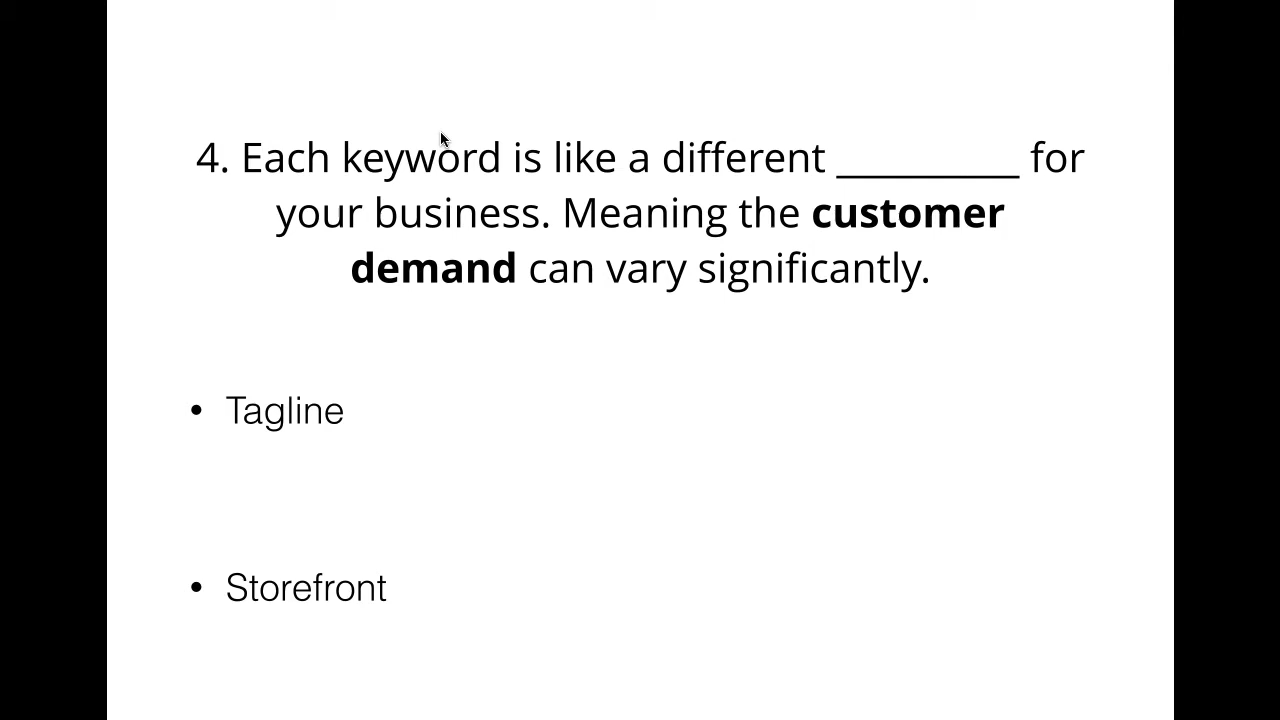 4. Each keyword is like a different __________ for
your business. Meaning the customer
demand can vary significantly.
• Tagline
• Storefront